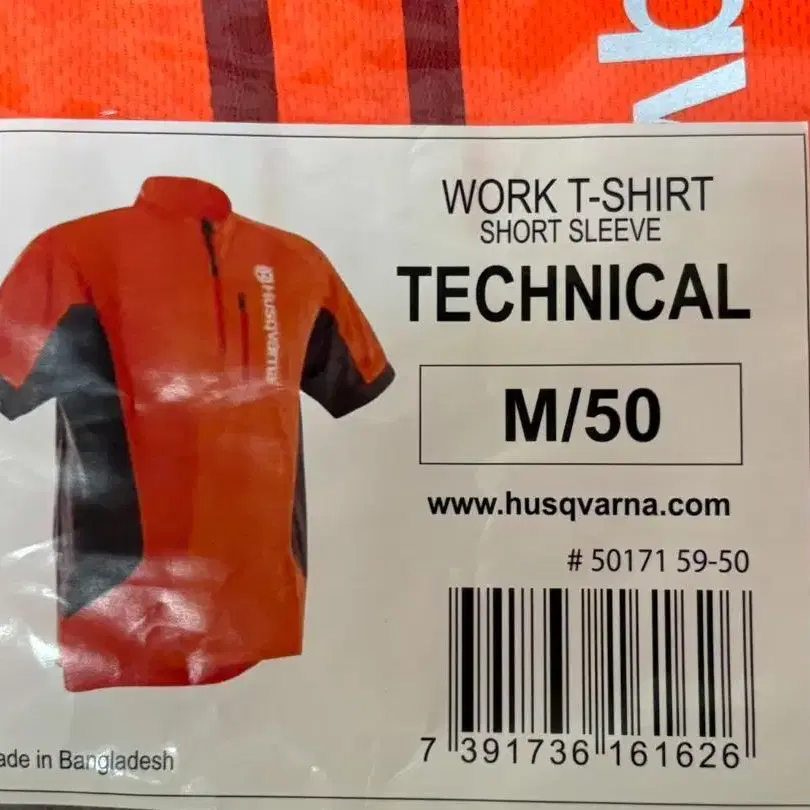 WORK T-SHIRT
SHORT SLEEVE
TECHNICAL
Husqvarna
M/50
www.husqvarna.com
# 50171 59-50
7 391736 161626
ade in Bangladesh